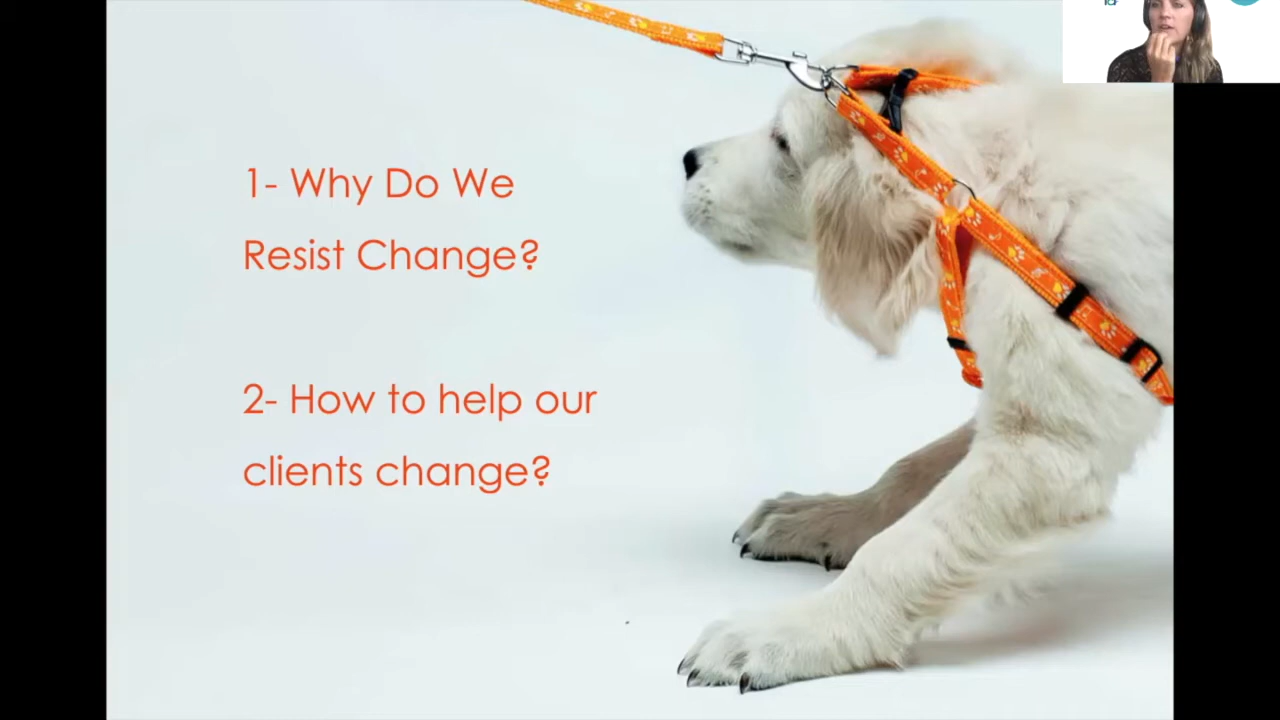 1- Why Do We
Resist Change?
2- How to help our
clients change?